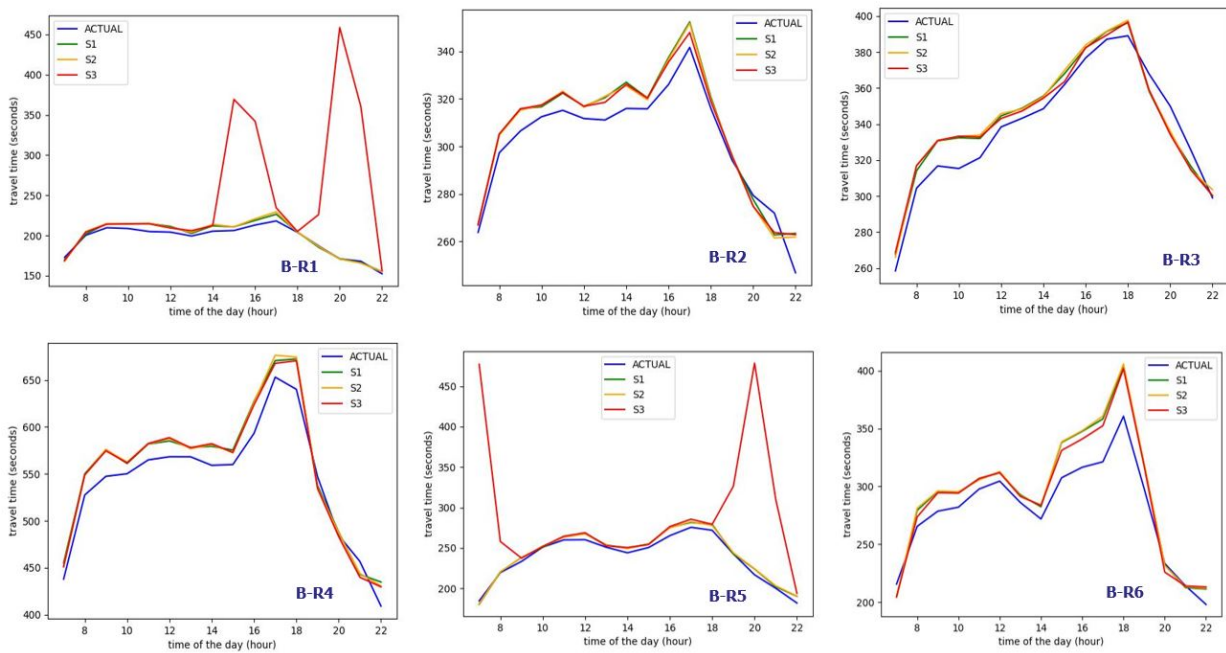 ACTUAL
S1
S2
S3
450
400
350
300
250
200
150
8 10 12 14 16 18 20 22
travel time (seconds)
time of the day (hour)
B-R1
ACTUAL
S1
S2
S3
340
320
300
280
260
8 10 12 14 16 18 20 22
travel time (seconds)
time of the day (hour)
B-R2
ACTUAL
S1
S2
S3
400
380
360
340
320
300
280
260
8 10 12 14 16 18 20 22
travel time (seconds)
time of the day (hour)
B-R3
ACTUAL
S1
S2
S3
650
600
550
500
450
400
8 10 12 14 16 18 20 22
travel time (seconds)
time of the day (hour)
B-R4
ACTUAL
S1
S2
S3
450
400
350
300
250
200
8 10 12 14 16 18 20 22
travel time (seconds)
time of the day (hour)
B-R5
ACTUAL
S1
S2
S3
400
350
300
250
200
8 10 12 14 16 18 20 22
travel time (seconds)
time of the day (hour)
B-R6